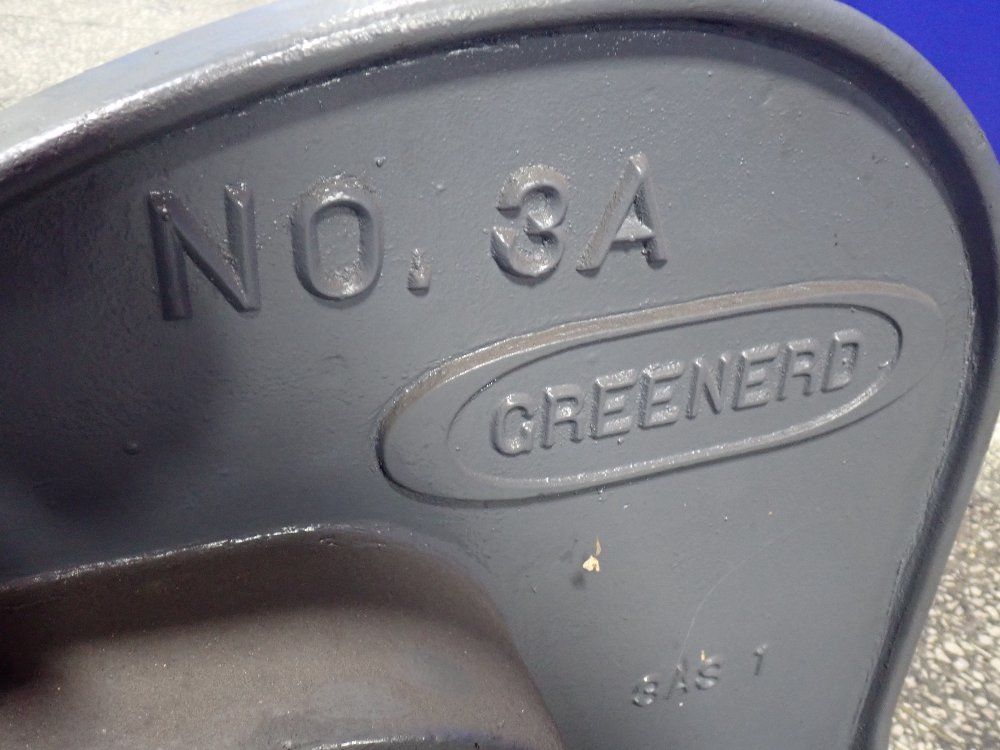 NO. 3A
GREENERD
3AS 1